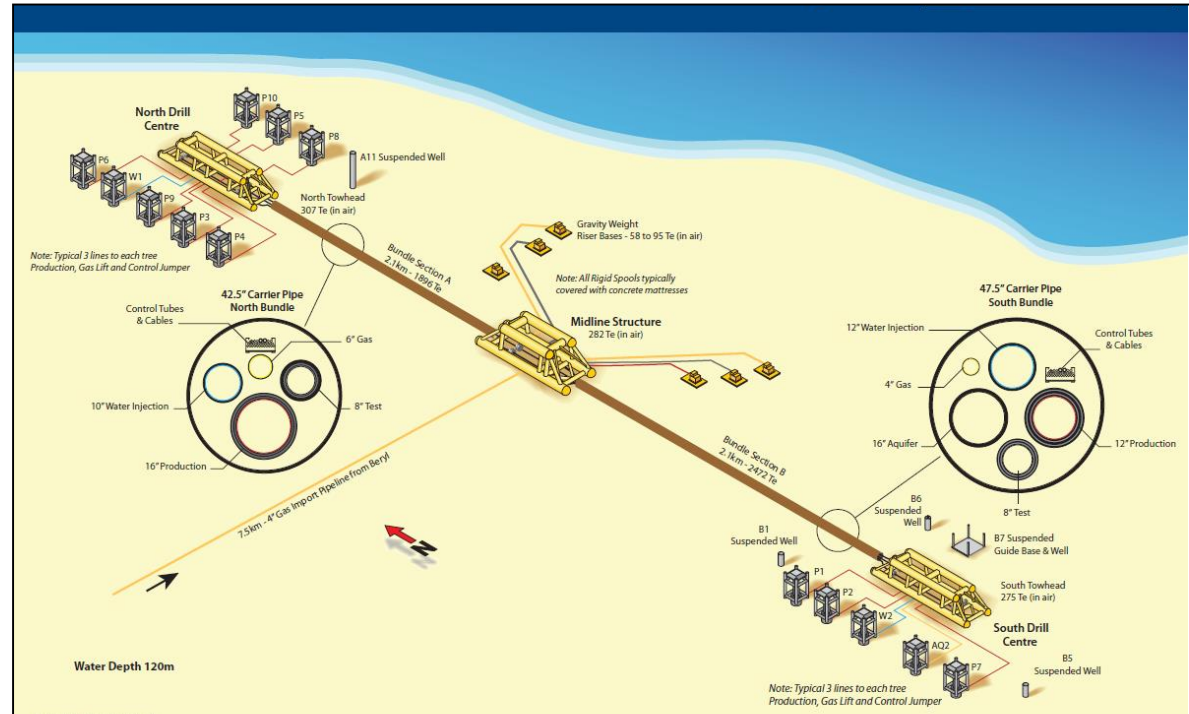 P10
P5
P8
North Drill
Centre
A11 Suspended Well
P6
W1
P9
P3
P4
North Towhead
307 Te (in air)
Note: Typical 3 lines to each tree
Production, Gas Lift and Control Jumper
Gravity Weight
Riser Bases - 58 to 95 Te (in air)
Bundle Section A
2.1km - 1896 Te
Note: All Rigid Spools typically
covered with concrete mattresses
42.5" Carrier Pipe
North Bundle
Control Tubes
& Cables
6" Gas
10" Water Injection
8" Test
16" Production
Midline Structure
282 Te (in air)
47.5" Carrier Pipe
South Bundle
12" Water Injection
Control Tubes
& Cables
4" Gas
16" Aquifer
12" Production
8" Test
7.5km - 4" Gas Import Pipeline from Beryl
N
Bundle Section B
2.1km - 2472 Te
B6
Suspended
Well
B1
Suspended Well
B7 Suspended
Guide Base & Well
P1
P2
W2
AQ2
P7
South Towhead
275 Te (in air)
South Drill
Centre
B5
Suspended Well
Note: Typical 3 lines to each tree
Production, Gas Lift and Control Jumper
Water Depth 120m